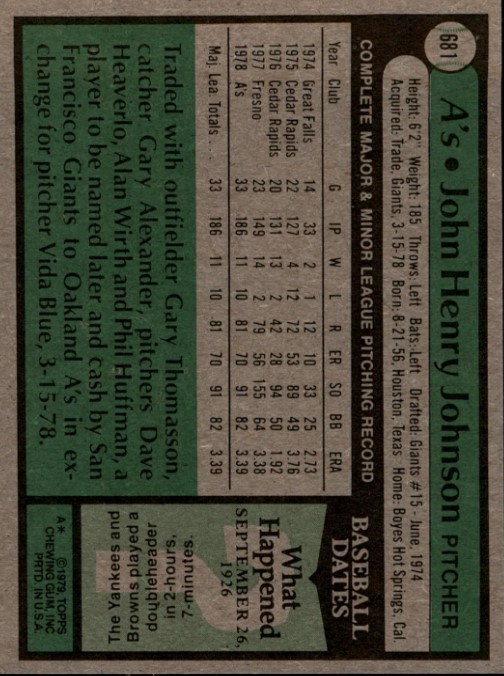 681
A's • John Henry Johnson PITCHER
Height: 6'2" Weight: 185 Throws: Left Bats: Left Drafted: Giants #15 - June, 1974
Acquired: Trade, Giants, 3-15-78 Born: 8-21-56, Houston, Texas Home: Boyes Hot Springs, Cal.
COMPLETE MAJOR & MINOR LEAGUE PITCHING RECORD
Year Club G IP W L R ER SO BB ERA
1974 Great Falls 14 33 2 1 12 10 33 25 2.73
1975 Cedar Rapids 22 127 4 12 72 53 89 49 3.76
1976 Cedar Rapids 20 131 13 2 42 28 94 50 1.92
1977 Fresno 23 149 14 2 79 56 155 64 3.38
1978 A's 33 186 11 10 81 70 91 82 3.39
Maj. Lea. Totals . . . 33 186 11 10 81 70 91 82 3.39
Traded with outfielder Gary Thomasson,
catcher Gary Alexander, pitchers Dave
Heaverlo, Alan Wirth and Phil Huffman, a
player to be named later and cash by San
Francisco Giants to Oakland A's in ex-
change for pitcher Vida Blue, 3-15-78.
BASEBALL
DATES
What
Happened
SEPTEMBER 26,
1926
The Yankees and
Browns played a
doubleheader
in 2-hours,
7-minutes.
A* ©1979, TOPPS
CHEWING GUM, INC
PRTD. IN U.S.A.